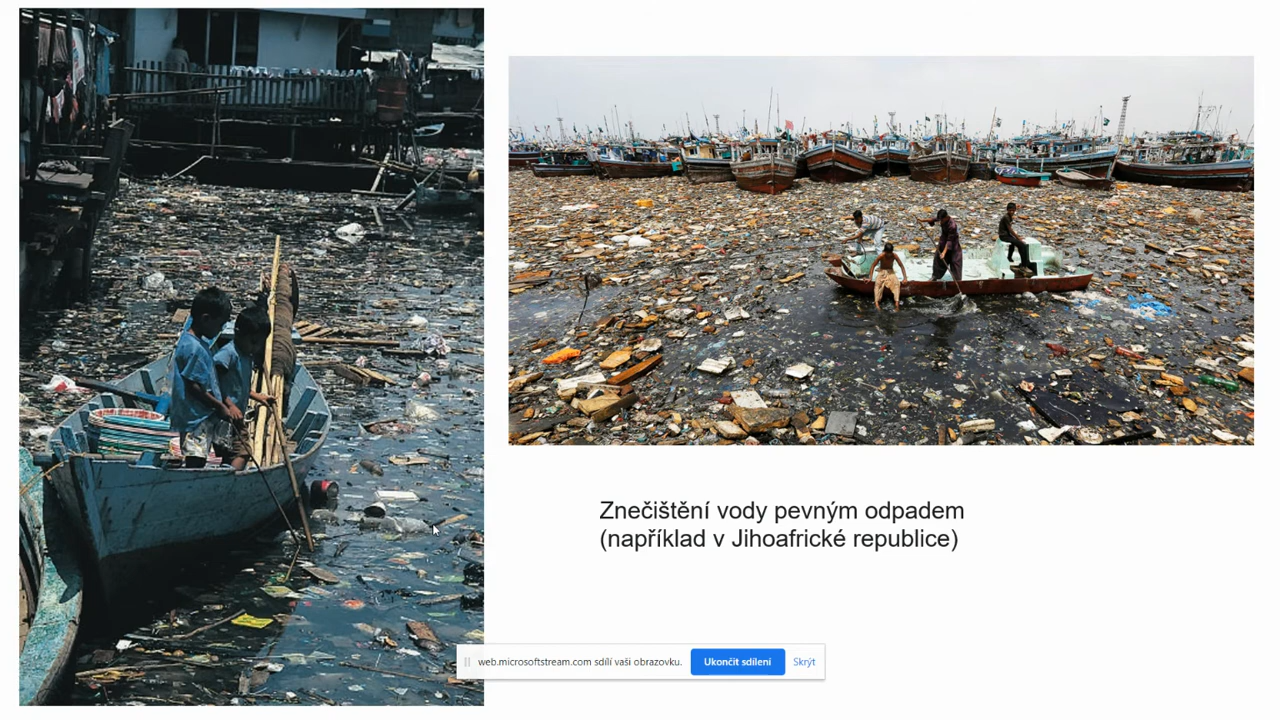 Znečištění vody pevným odpadem
(například v Jihoafrické republice)
web.microsoftstream.com sdílí vaši obrazovku.
Ukončit sdílení
Skrýt